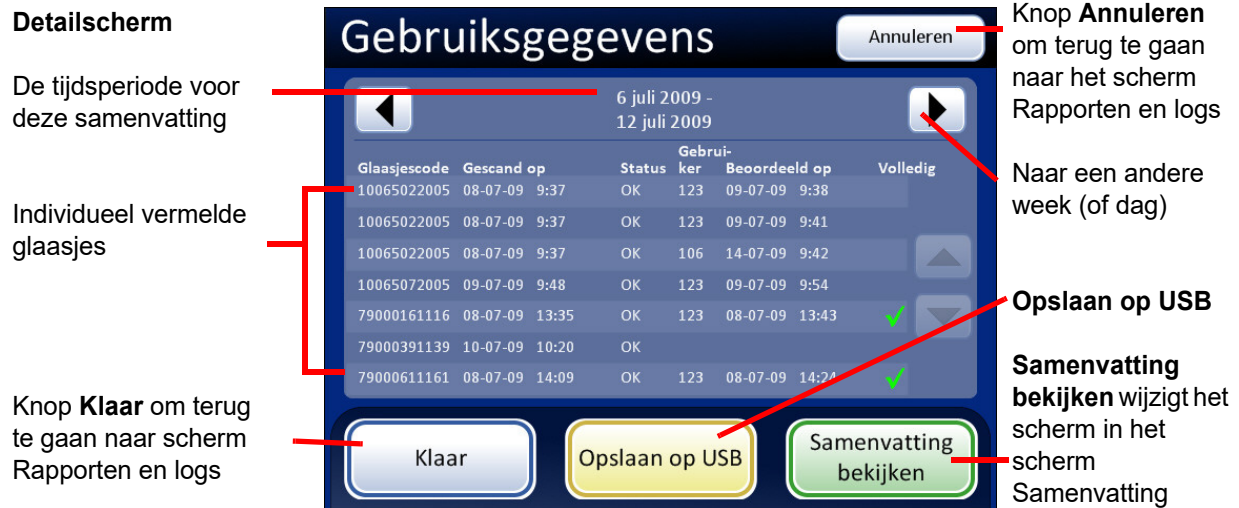 Detailscherm
De tijdsperiode voor
deze samenvatting
Individueel vermelde
glaasjes
Knop Klaar om terug
te gaan naar scherm
Rapporten en logs
Gebruiksgegevens
Annuleren
6 juli 2009 -
12 juli 2009
Glaasjescode Gescand op Status Gebrui-
ker Beoordeeld op Volledig
10065022005 08-07-09 9:37 OK 123 09-07-09 9:38
10065022005 08-07-09 9:37 OK 123 09-07-09 9:41
10065022005 08-07-09 9:37 OK 106 14-07-09 9:42
10065072005 09-07-09 9:48 OK 123 09-07-09 9:54
79000161116 08-07-09 13:35 OK 123 08-07-09 13:43 ✓
79000391139 10-07-09 10:20 OK
79000611161 08-07-09 14:09 OK 123 08-07-09 14:24 ✓
Klaar
Opslaan op USB
Samenvatting
bekijken
Knop Annuleren
om terug te gaan
naar het scherm
Rapporten en logs
Naar een andere
week (of dag)
Opslaan op USB
Samenvatting
bekijken wijzigt het
scherm in het
scherm
Samenvatting